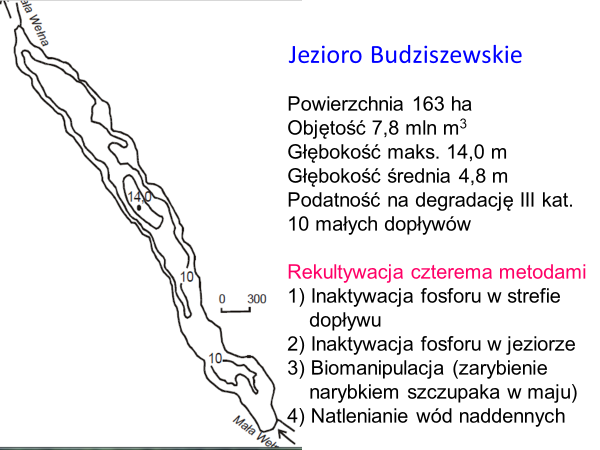 ała Wełna
Jezioro Budziszewskie
Powierzchnia 163 ha
Objętość 7,8 mln m³
Głębokość maks. 14,0 m
Głębokość średnia 4,8 m
Podatność na degradację III kat.
10 małych dopływów
Rekultywacja czterema metodami
1) Inaktywacja fosforu w strefie
dopływu
2) Inaktywacja fosforu w jeziorze
3) Biomanipulacja (zarybienie
narybkiem szczupaka w maju)
4) Natlenianie wód naddennych
14,0
10
0 300
10
Mała Weł